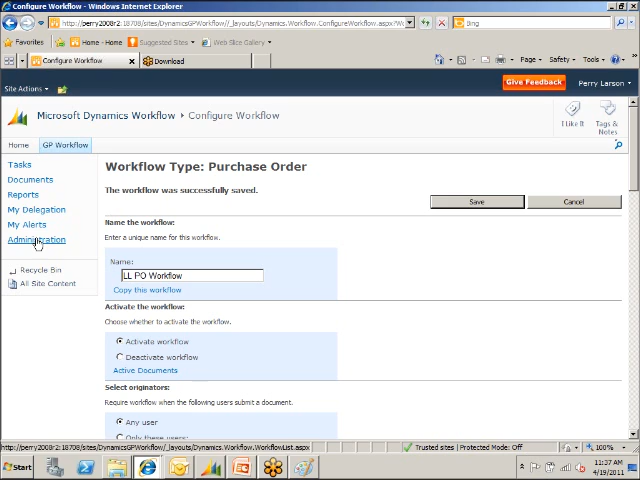 Configure Workflow - Windows Internet Explorer
http://perry2008r2:18708/sites/DynamicsGPWorkflow/_layouts/Dynamics.Workflow.ConfigureWorkflow.aspx?Wo
Bing
Favorites
Home - Home
Suggested Sites
Web Slice Gallery
Configure Workflow
Download
Page
Safety
Tools
Give Feedback
Perry Larson
Site Actions
Microsoft Dynamics Workflow
Configure Workflow
I Like It
Tags & Notes
Home
GP Workflow
Tasks
Documents
Reports
My Delegation
My Alerts
Administration
Recycle Bin
All Site Content
Workflow Type: Purchase Order
The workflow was successfully saved.
Save
Cancel
Name the workflow:
Enter a unique name for this workflow.
Name:
LL PO Workflow
Copy this workflow
Activate the workflow:
Choose whether to activate the workflow.
Activate workflow
Deactivate workflow
Active Documents
Select originators:
Require workflow when the following users submit a document.
Any user
Only these users:
http://perry2008r2:18708/sites/DynamicsGPWorkflow/_layouts/Dynamics.Workflow.WorkflowList.aspx
Trusted sites | Protected Mode: Off
100%
Start
11:37 AM
4/19/2011